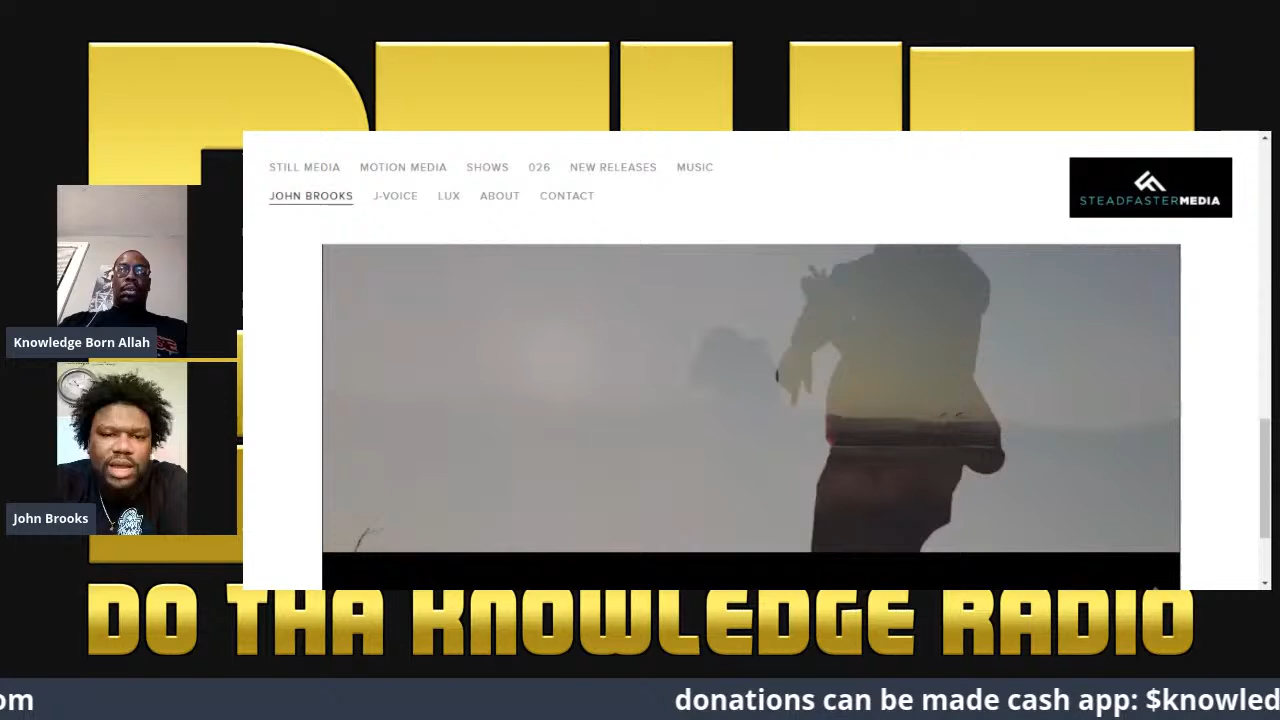 STILL MEDIA MOTION MEDIA SHOWS 026 NEW RELEASES MUSIC
JOHN BROOKS J-VOICE LUX ABOUT CONTACT
STEADFASTERMEDIA
Knowledge Born Allah
John Brooks
DO THA KNOWLEDGE RADIO
om donations can be made cash app: $knowled